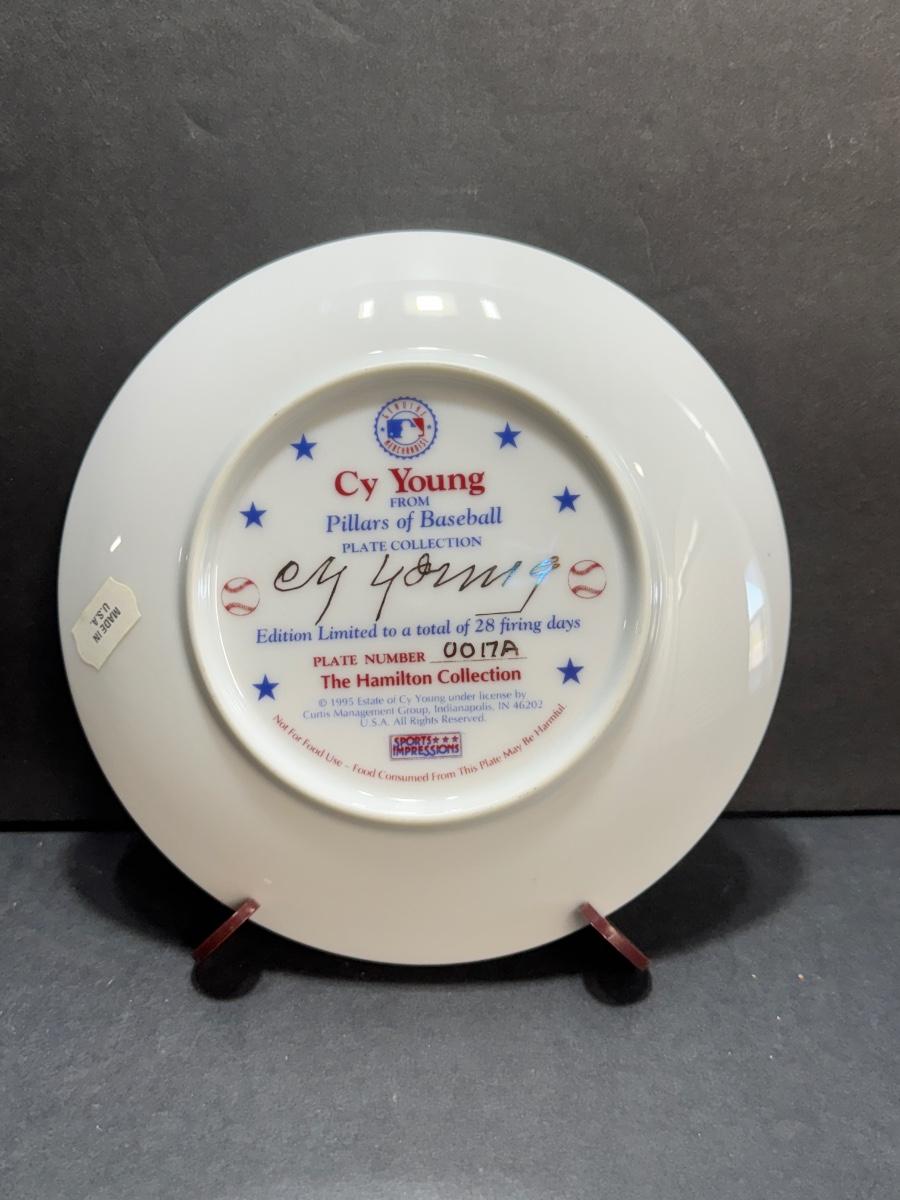 GENUINE
MERCHANDISE
Cy Young
FROM
Pillars of Baseball
PLATE COLLECTION
Cy Young
Edition Limited to a total of 28 firing days
PLATE NUMBER 0017A
The Hamilton Collection
© 1995 Estate of Cy Young under license by
Curtis Management Group, Indianapolis, IN 46202
U.S.A. All Rights Reserved.
SPORTS
IMPRESSIONS
Not For Food Use – Food Consumed From This Plate May Be Harmful.
MADE IN
U.S.A.